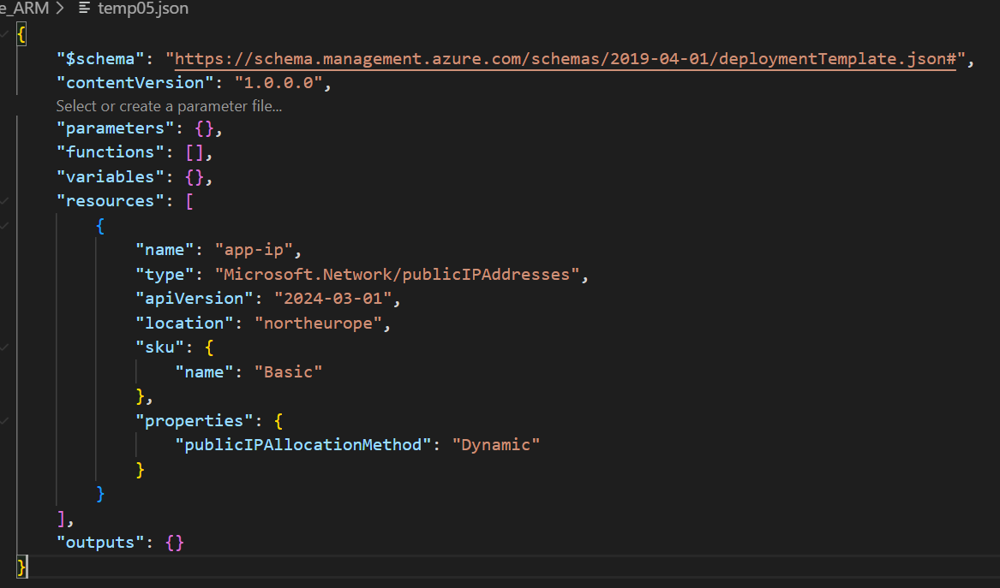 e_ARM > temp05.json
{
    "$schema": "https://schema.management.azure.com/schemas/2019-04-01/deploymentTemplate.json#",
    "contentVersion": "1.0.0.0",
    Select or create a parameter file...
    "parameters": {},
    "functions": [],
    "variables": {},
    "resources": [
        {
            "name": "app-ip",
            "type": "Microsoft.Network/publicIPAddresses",
            "apiVersion": "2024-03-01",
            "location": "northeurope",
            "sku": {
                "name": "Basic"
            },
            "properties": {
                "publicIPAllocationMethod": "Dynamic"
            }
        }
    ],
    "outputs": {}
}